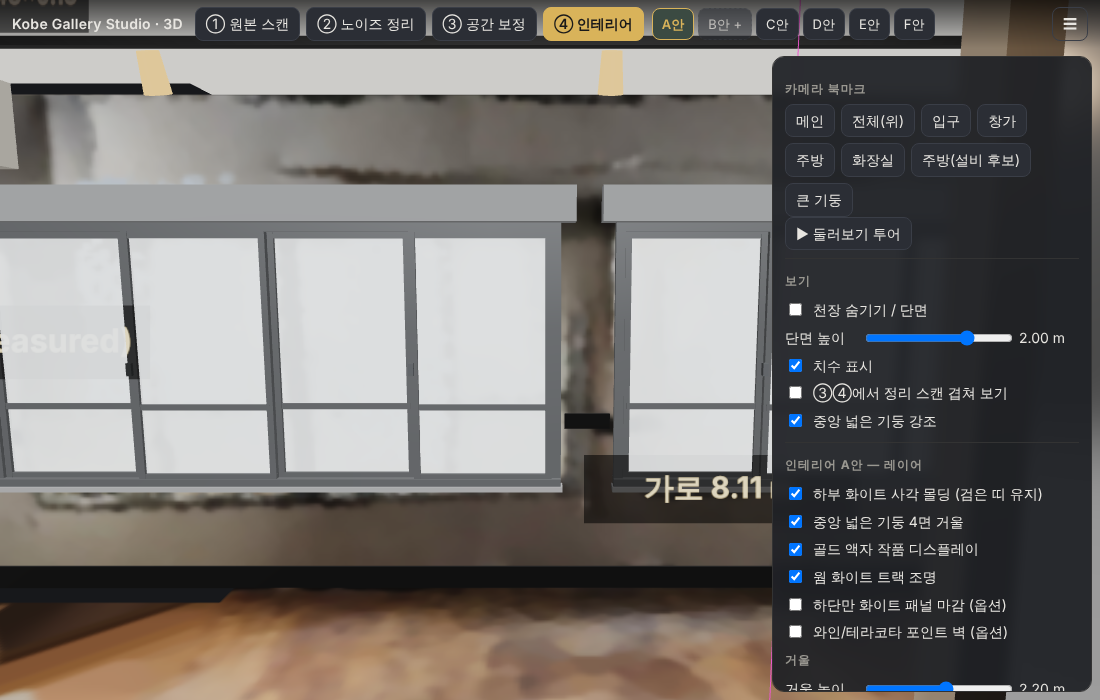 Kobe Gallery Studio · 3D ① 원본 스캔 ② 노이즈 정리 ③ 공간 보정 ④ 인테리어 A안 B안 + C안 D안 E안 F안 ☰
카메라 북마크
메인 전체(위) 입구 창가
주방 화장실 주방(설비 후보)
큰 기둥
▶ 둘러보기 투어
보기
천장 숨기기 / 단면
단면 높이 2.00 m
치수 표시
③④에서 정리 스캔 겹쳐 보기
중앙 넓은 기둥 강조
인테리어 A안 — 레이어
하부 화이트 사각 몰딩 (검은 띠 유지)
중앙 넓은 기둥 4면 거울
골드 액자 작품 디스플레이
웜 화이트 트랙 조명
하단만 화이트 패널 마감 (옵션)
와인/테라코타 포인트 벽 (옵션)
거울
거울 높이 2.20 m
easured)
가로 8.11